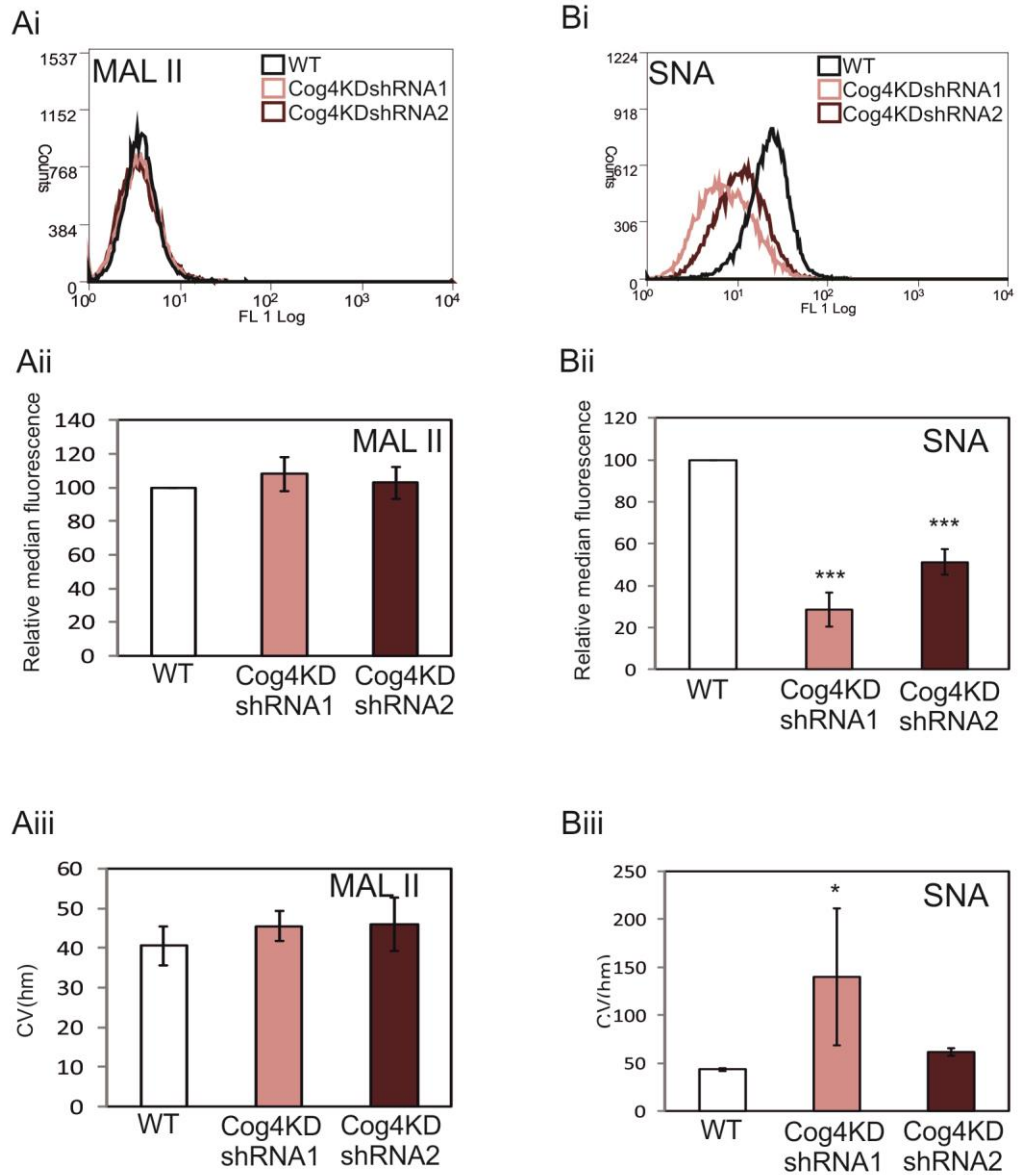 Ai
1537
1152
768
384
0
Counts
MAL II
WT
Cog4KDshRNA1
Cog4KDshRNA2
10⁰
10¹
10²
10³
10⁴
FL 1 Log
Bi
1224
918
612
306
0
Counts
SNA
WT
Cog4KDshRNA1
Cog4KDshRNA2
10⁰
10¹
10²
10³
10⁴
FL 1 Log
Aii
Relative median fluorescence
140
120
100
80
60
40
20
0
MAL II
WT
Cog4KD
shRNA1
Cog4KD
shRNA2
Bii
Relative median fluorescence
120
100
80
60
40
20
0
SNA
***
***
WT
Cog4KD
shRNA1
Cog4KD
shRNA2
Aiii
CV(hm)
60
50
40
30
20
10
0
MAL II
WT
Cog4KD
shRNA1
Cog4KD
shRNA2
Biii
CV(hm)
250
200
150
100
50
0
SNA
*
WT
Cog4KD
shRNA1
Cog4KD
shRNA2